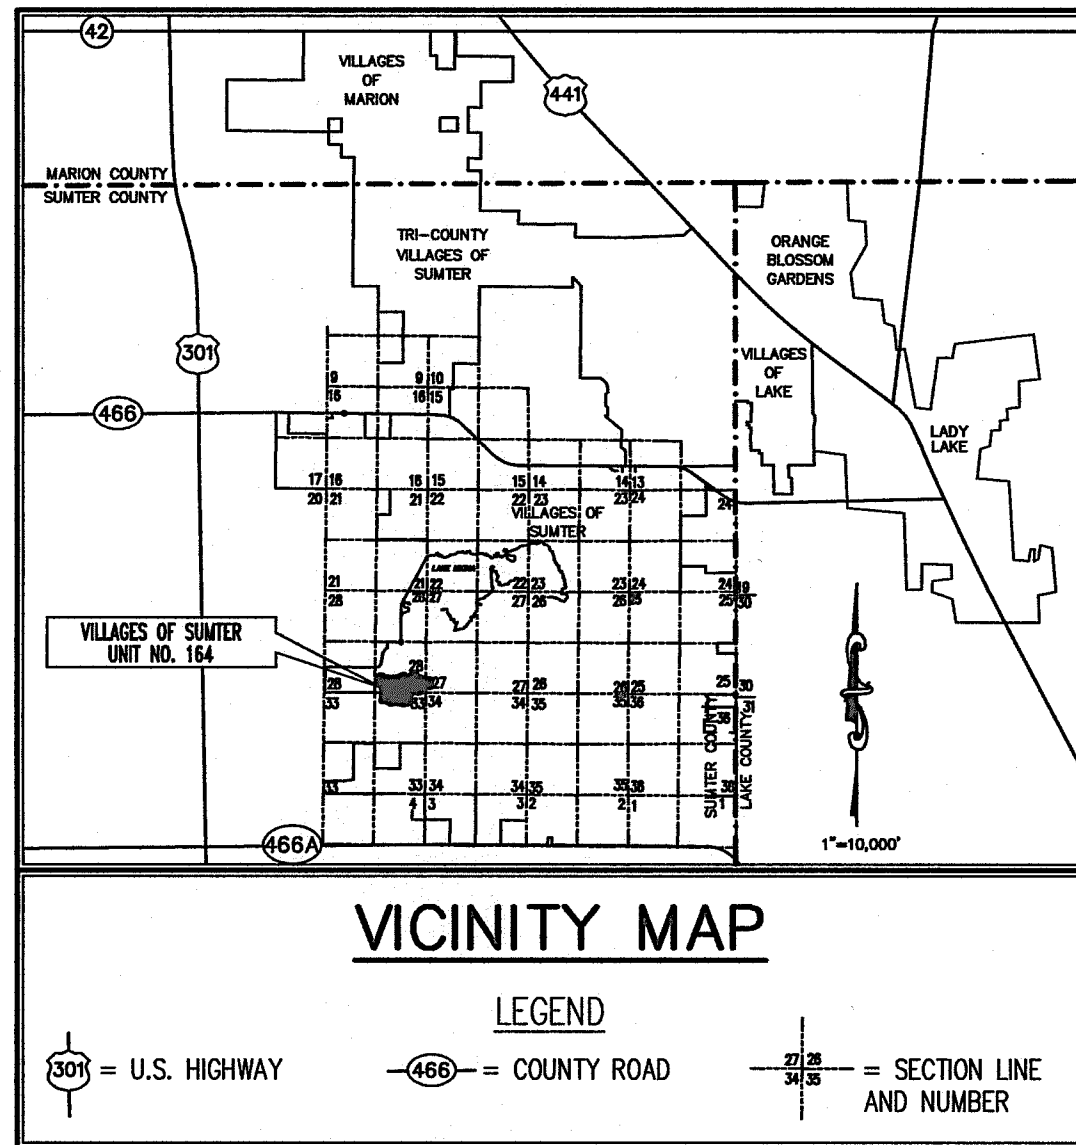 42
VILLAGES
OF
MARION
441
MARION COUNTY
SUMTER COUNTY
TRI-COUNTY
VILLAGES OF
SUMTER
ORANGE
BLOSSOM
GARDENS
301
VILLAGES
OF
LAKE
9
16
9 10
16 15
466
LADY
LAKE
17 16
20 21
16 15
21 22
15 14
22 23
14 13
23 24
24
VILLAGES OF
SUMTER
21
28
21 22
28 27
22 23
27 26
23 24
26 25
24 19
25 30
VILLAGES OF SUMTER
UNIT NO. 164
28
28
33
27
33 34
27 26
34 35
26 25
35 36
25 30
36 31
SUMTER COUNTY
LAKE COUNTY
33
33 34
4 3
34 35
3 2
35 36
2 1
36
1
466A
1"=10,000'
VICINITY MAP
LEGEND
301 = U.S. HIGHWAY
466 = COUNTY ROAD
27 26
34 35
= SECTION LINE
AND NUMBER